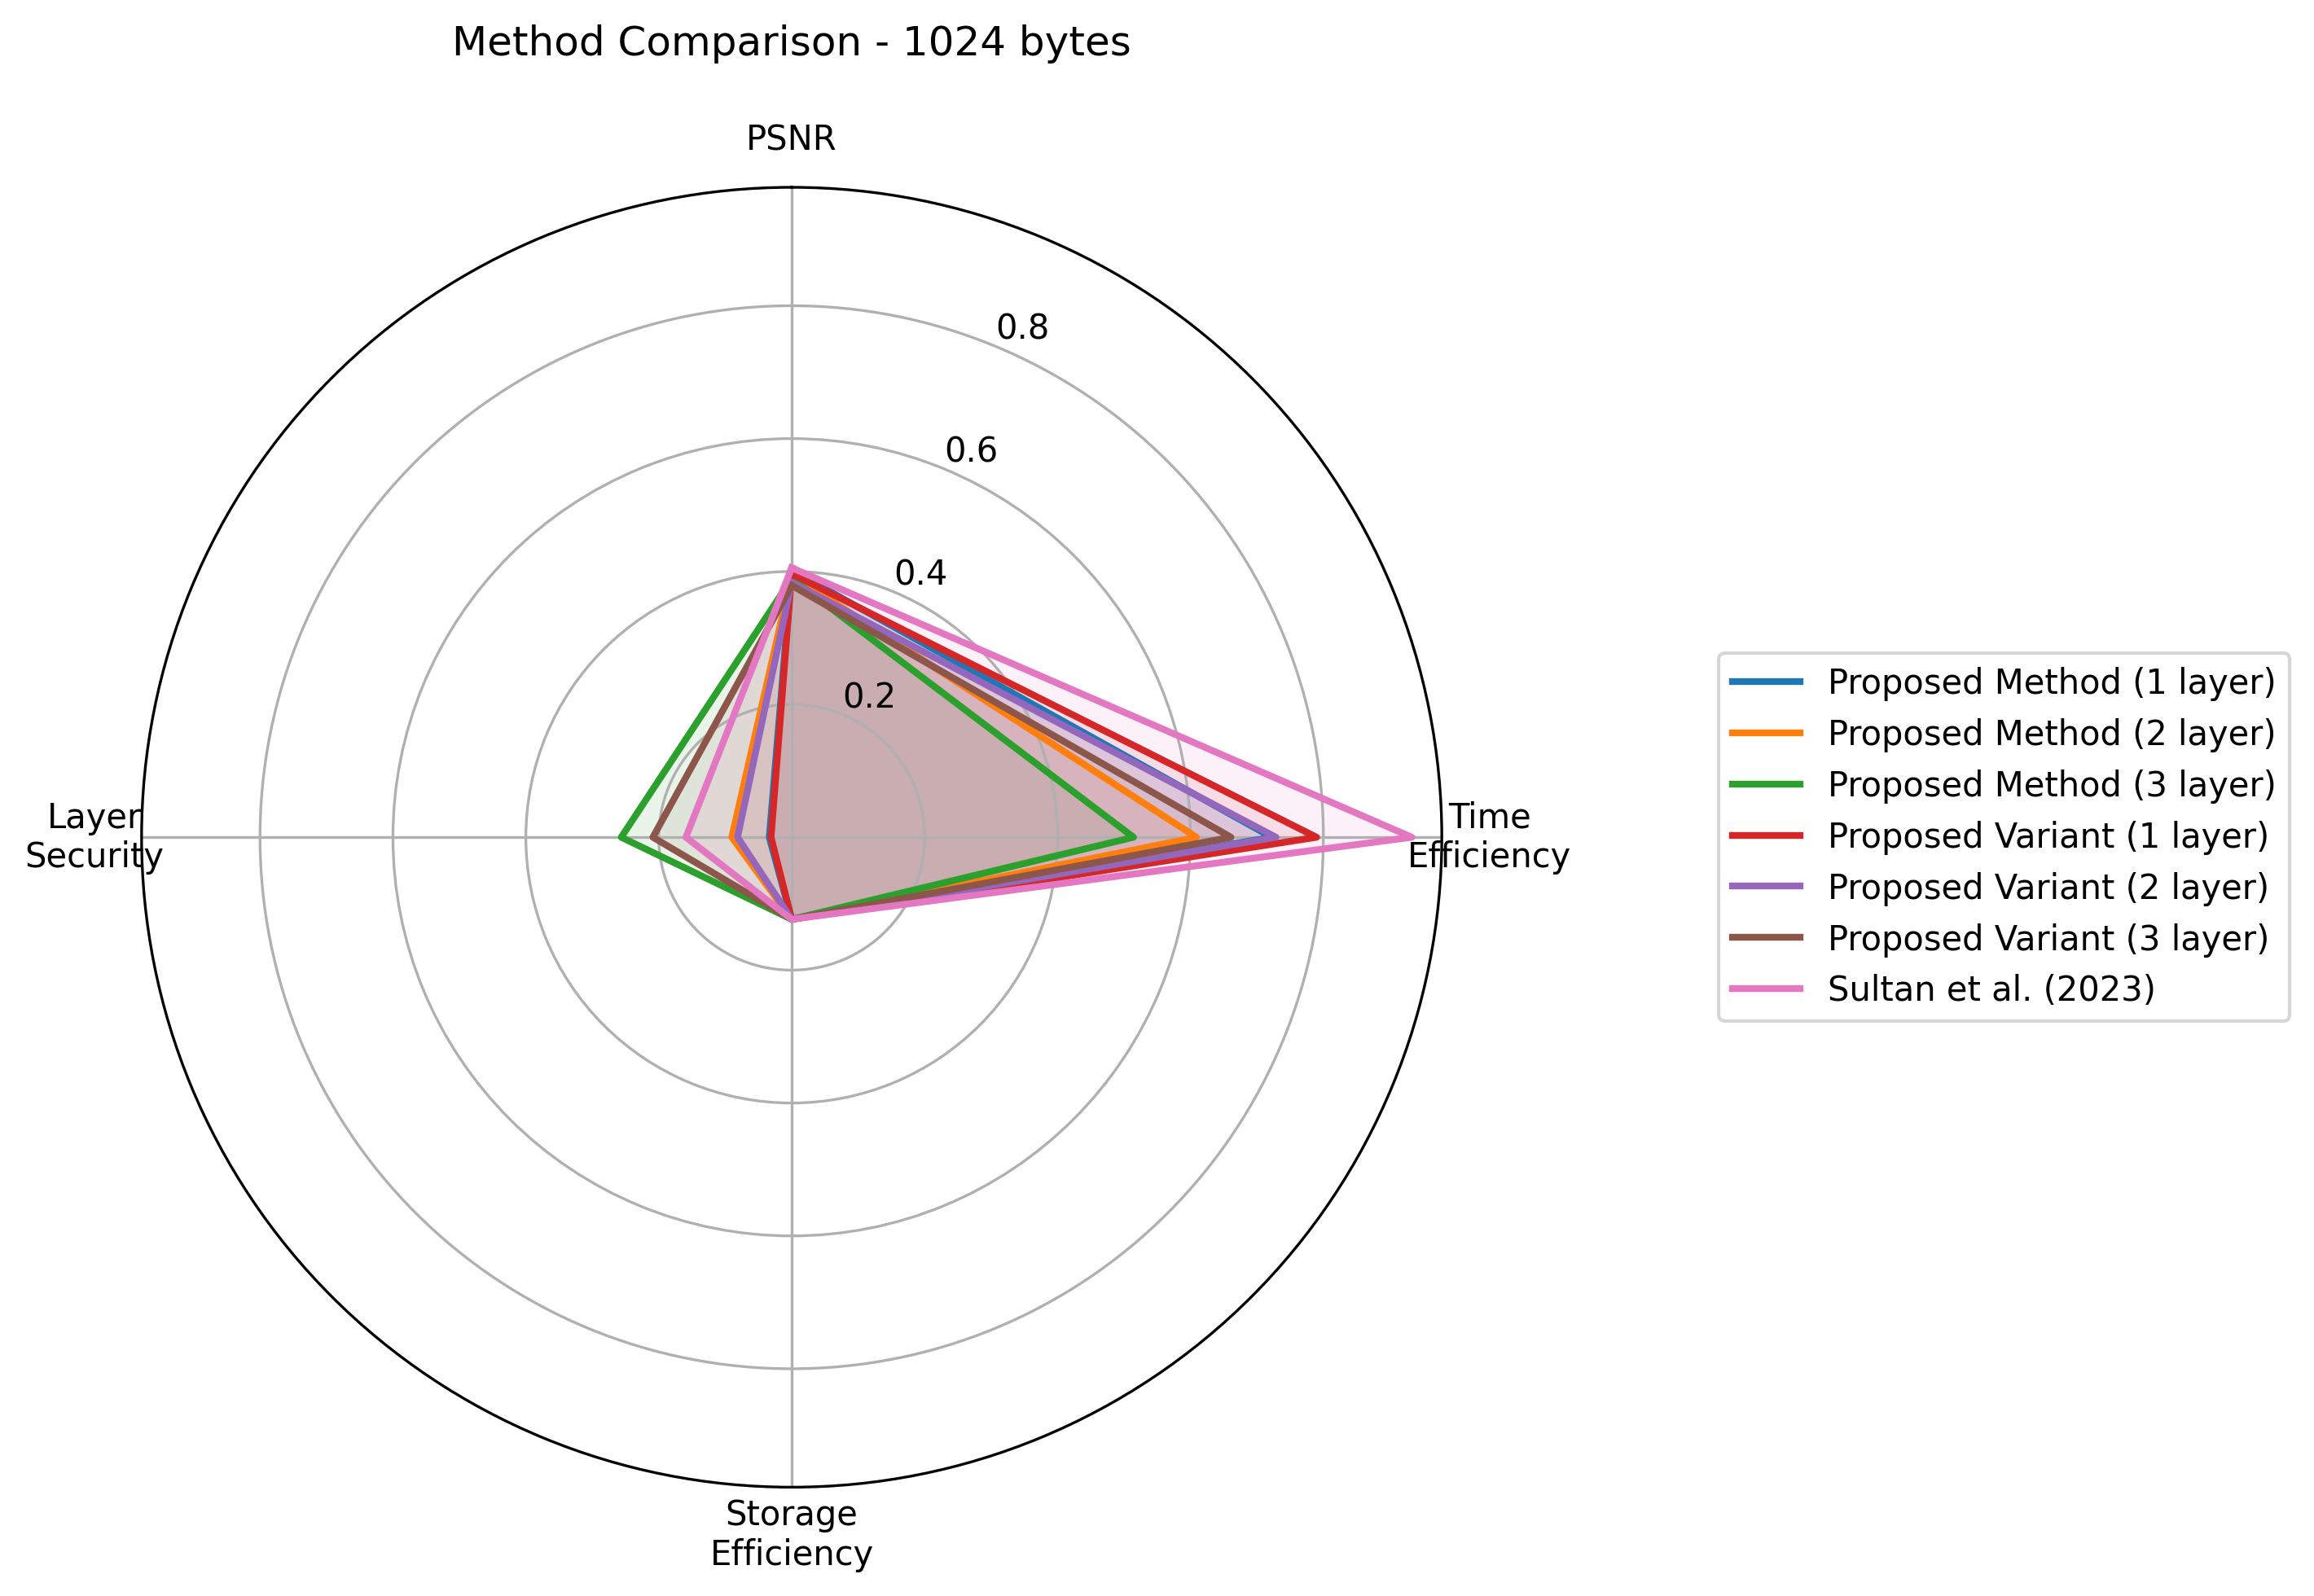 Method Comparison - 1024 bytes
PSNR
0.8
0.6
0.4
0.2
Layer
Security
Time
Efficiency
Storage
Efficiency
Proposed Method (1 layer)
Proposed Method (2 layer)
Proposed Method (3 layer)
Proposed Variant (1 layer)
Proposed Variant (2 layer)
Proposed Variant (3 layer)
Sultan et al. (2023)